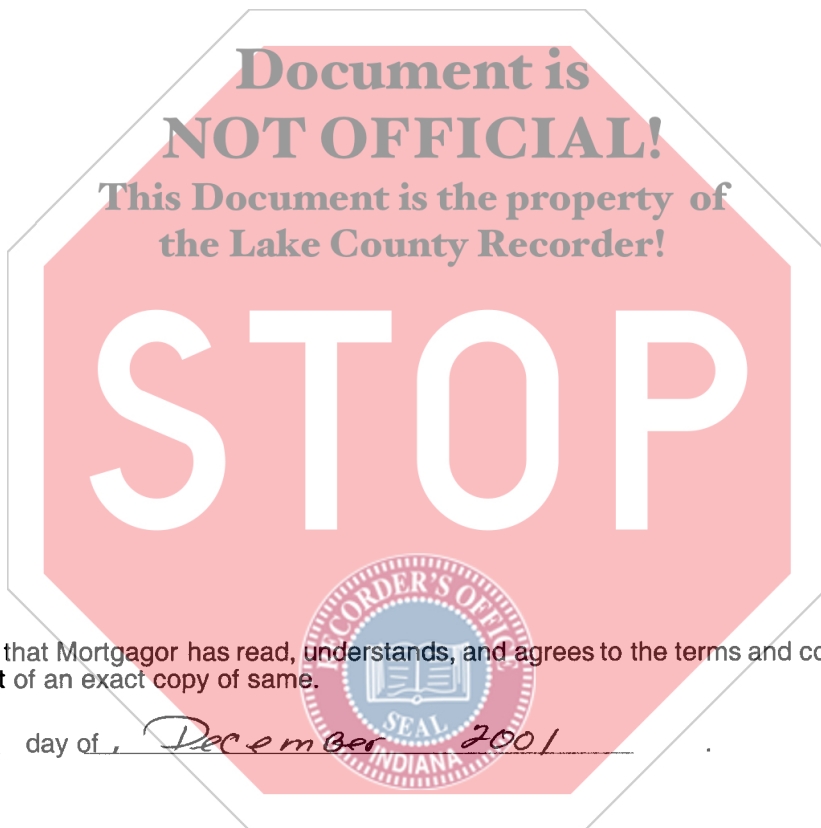 Document is
NOT OFFICIAL!
This Document is the property of
the Lake County Recorder!
STOP
RECORDER'S OFFICE
that Mortgagor has read, understands, and agrees to the terms and co
t of an exact copy of same.
SEAL
day of , December 2001 .
INDIANA